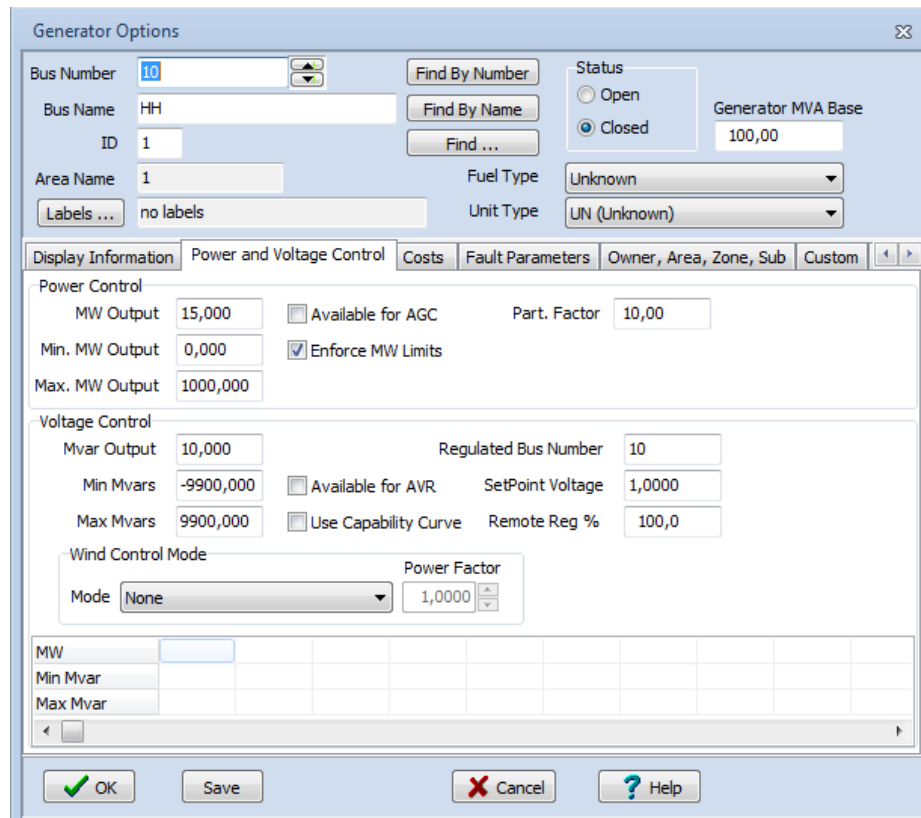 Generator Options
Bus Number 10 Find By Number Status
Open
Bus Name HH Find By Name Generator MVA Base
Closed 100,00
ID 1 Find ...
Area Name 1 Fuel Type Unknown
Labels ... no labels Unit Type UN (Unknown)
Display Information Power and Voltage Control Costs Fault Parameters Owner, Area, Zone, Sub Custom
Power Control
MW Output 15,000 Available for AGC Part. Factor 10,00
Min. MW Output 0,000 Enforce MW Limits
Max. MW Output 1000,000
Voltage Control
Mvar Output 10,000 Regulated Bus Number 10
Min Mvars -9900,000 Available for AVR SetPoint Voltage 1,0000
Max Mvars 9900,000 Use Capability Curve Remote Reg % 100,0
Wind Control Mode
Power Factor
Mode None 1,0000
MW
Min Mvar
Max Mvar
OK Save Cancel ? Help